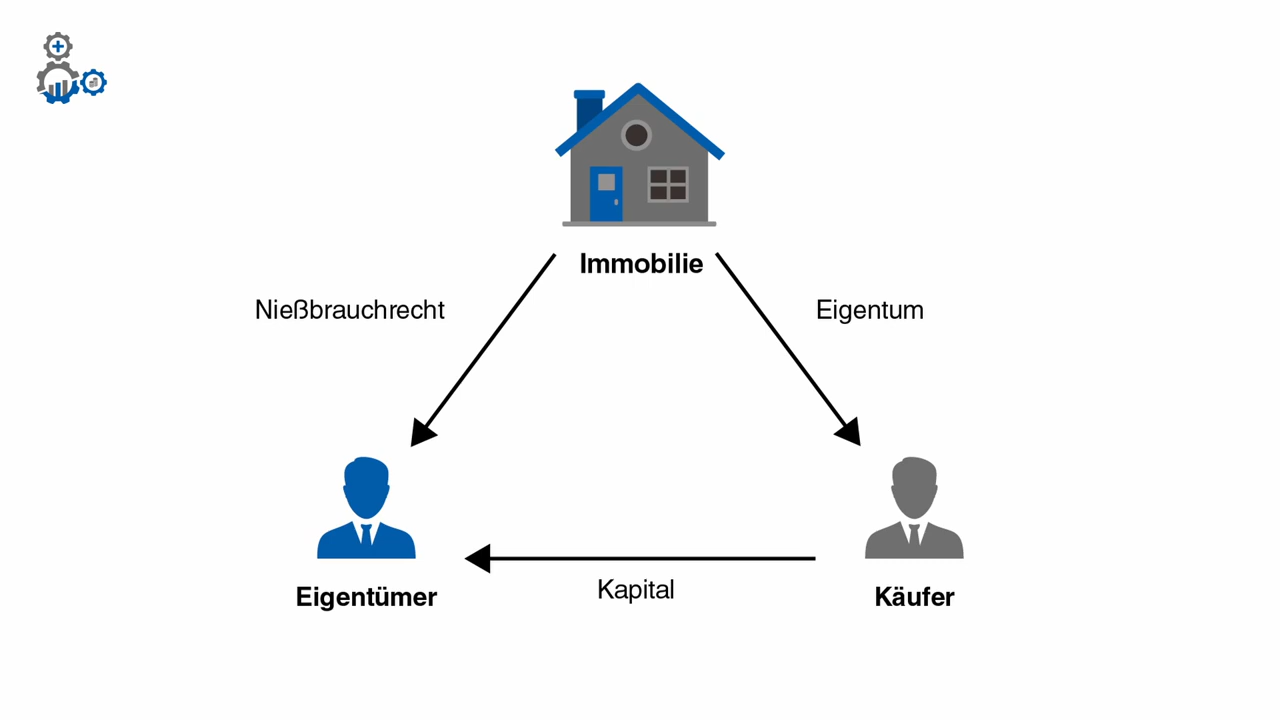 Immobilie
Nießbrauchrecht
Eigentum
Kapital
Eigentümer
Käufer